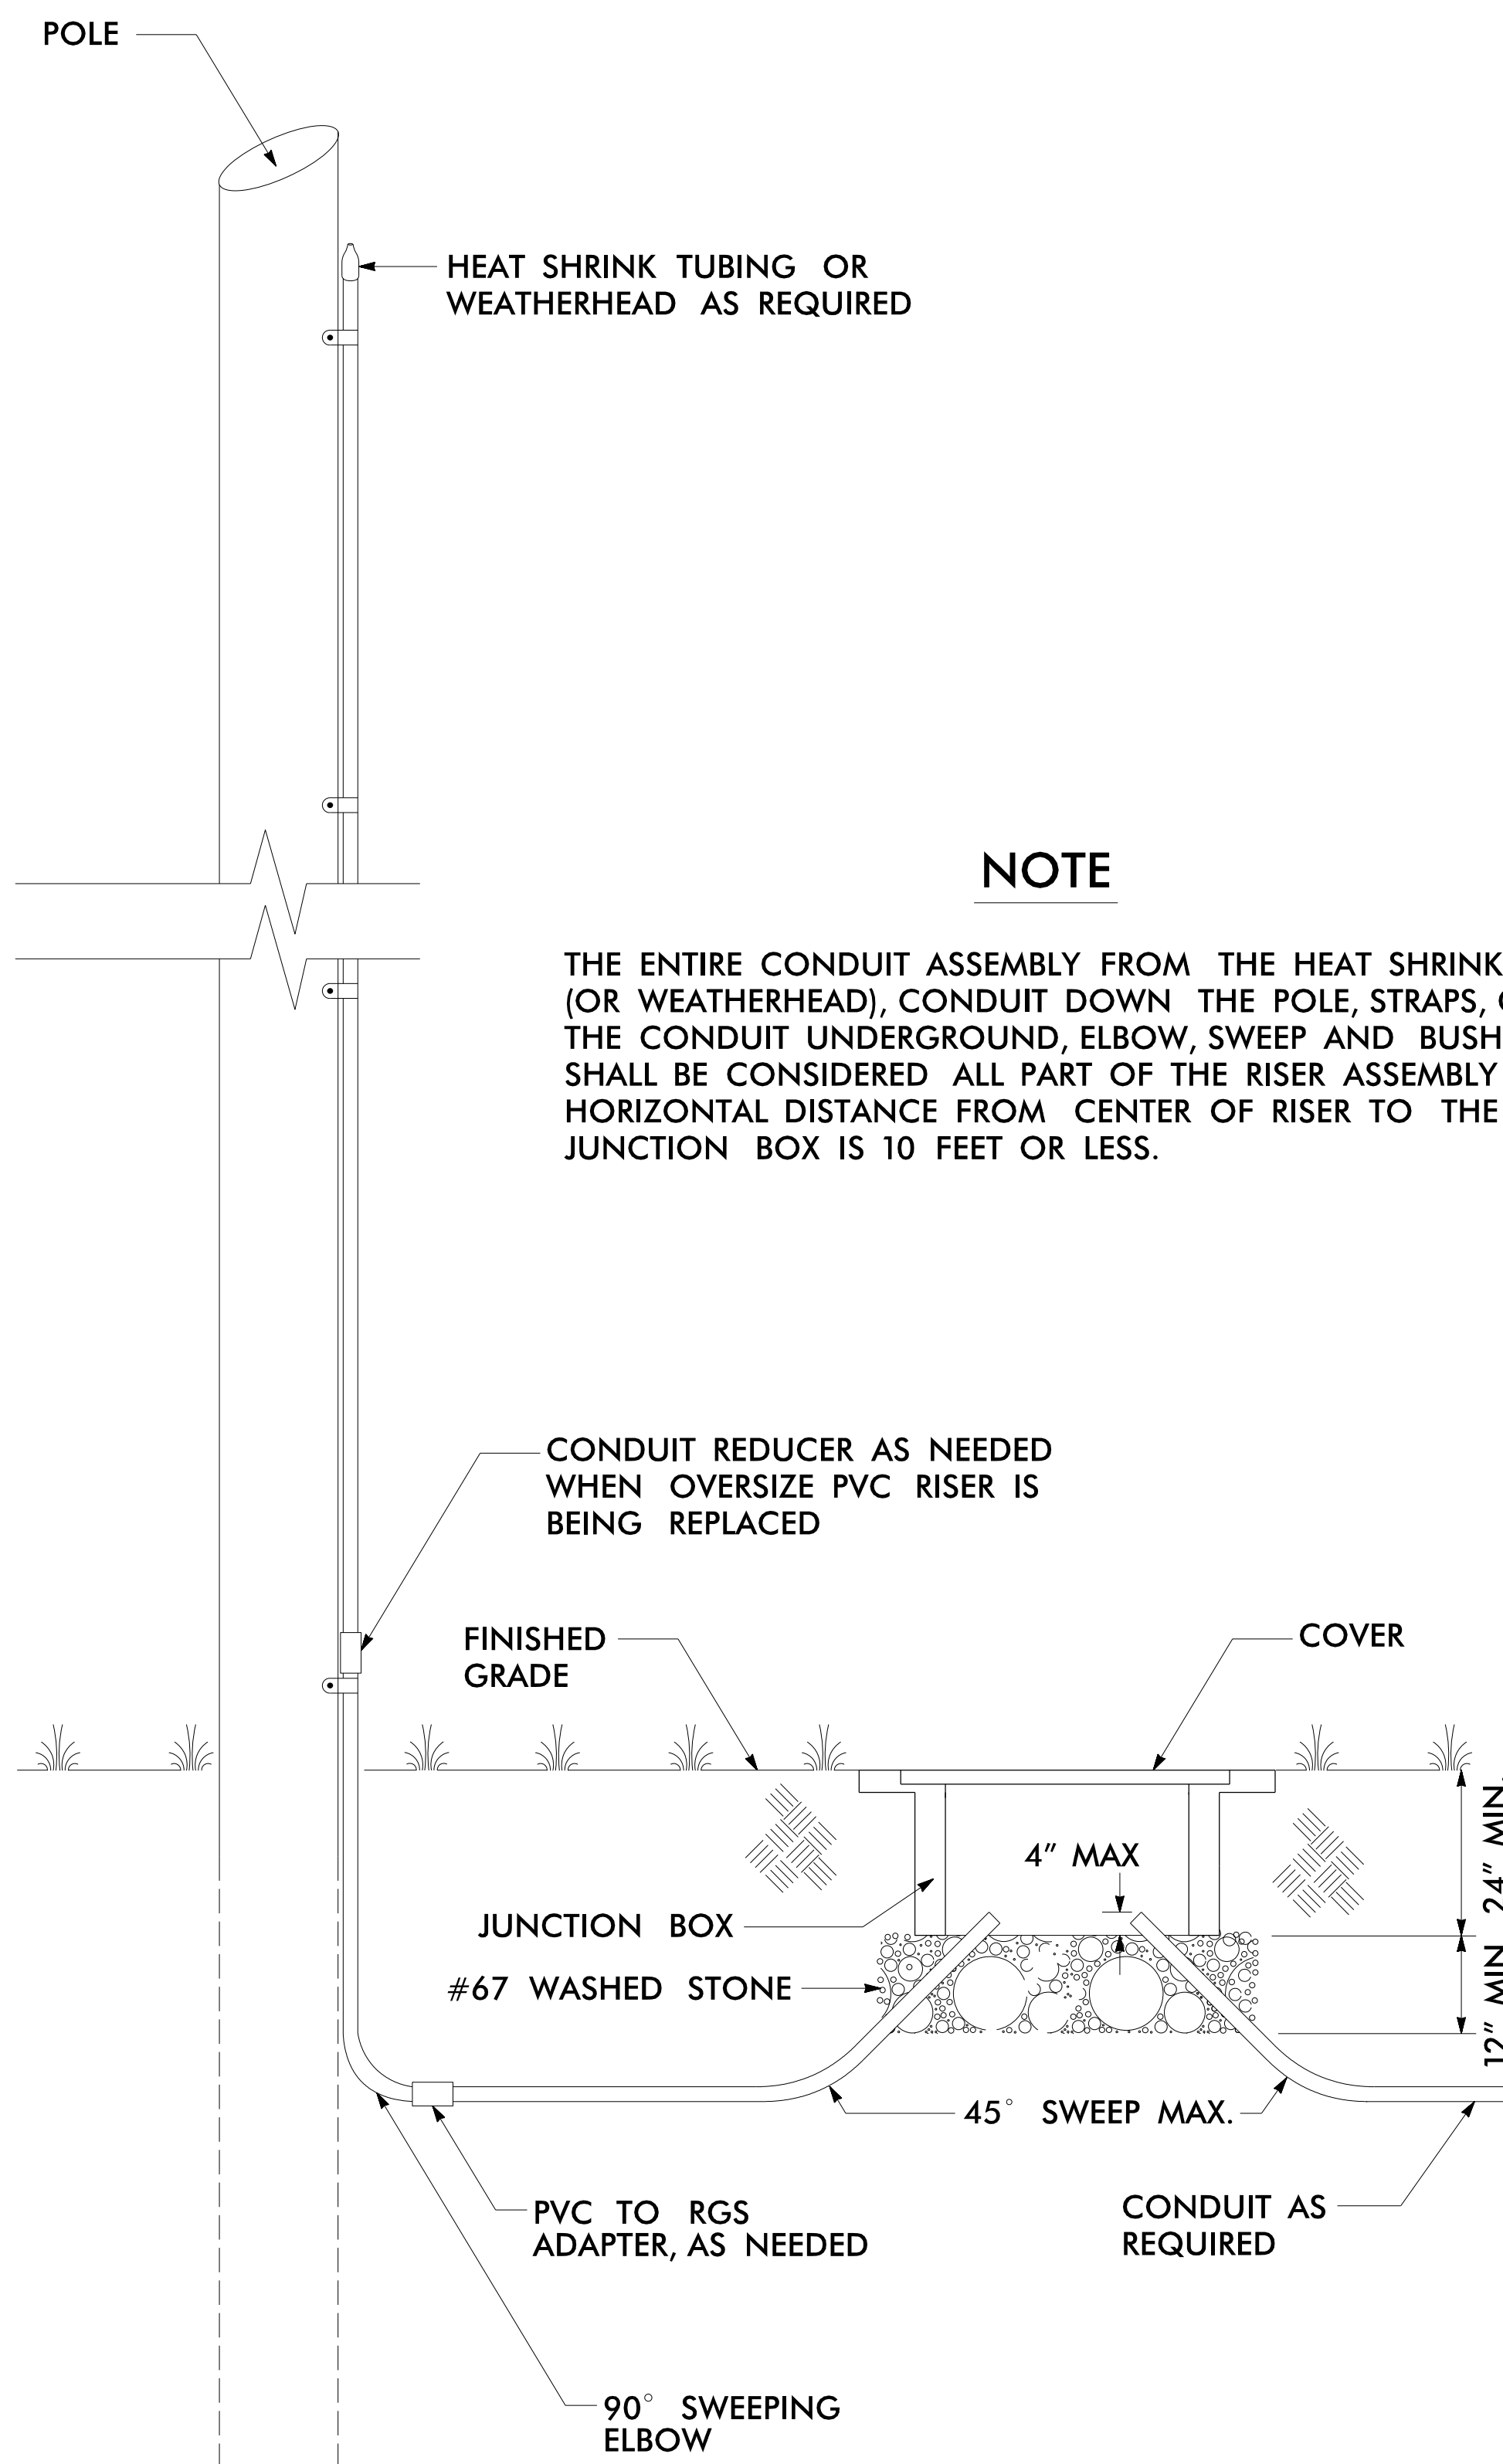 POLE
HEAT SHRINK TUBING OR
WEATHERHEAD AS REQUIRED
NOTE
THE ENTIRE CONDUIT ASSEMBLY FROM THE HEAT SHRINK
(OR WEATHERHEAD), CONDUIT DOWN THE POLE, STRAPS,
THE CONDUIT UNDERGROUND, ELBOW, SWEEP AND
SHALL BE CONSIDERED ALL PART OF THE RISER ASSEMBLY
HORIZONTAL DISTANCE FROM CENTER OF RISER TO THE
JUNCTION BOX IS 10 FEET OR LESS.
CONDUIT REDUCER AS NEEDED
WHEN OVERSIZE PVC RISER IS
BEING REPLACED
FINISHED
GRADE
COVER
4" MAX
24" MIN.
JUNCTION BOX
#67 WASHED STONE
12" MIN
45° SWEEP MAX.
PVC TO RGS
ADAPTER, AS NEEDED
CONDUIT AS
REQUIRED
90° SWEEPING
ELBOW